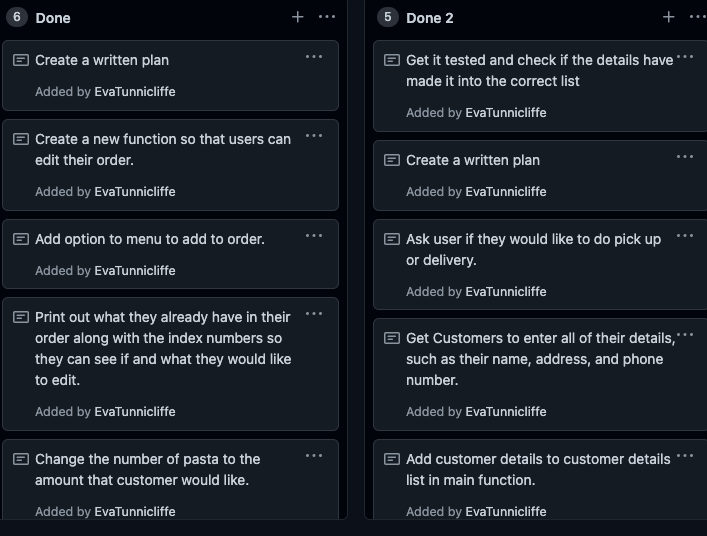 6 Done
Create a written plan
Added by EvaTunnicliffe
Create a new function so that users can
edit their order.
Added by EvaTunnicliffe
Add option to menu to add to order.
Added by EvaTunnicliffe
Print out what they already have in their
order along with the index numbers so
they can see if and what they would like
to edit.
Added by EvaTunnicliffe
Change the number of pasta to the
amount that customer would like.
Added by EvaTunnicliffe
5 Done 2
Get it tested and check if the details have
made it into the correct list
Added by EvaTunnicliffe
Create a written plan
Added by EvaTunnicliffe
Ask user if they would like to do pick up
or delivery.
Added by EvaTunnicliffe
Get Customers to enter all of their details,
such as their name, address, and phone
number.
Added by EvaTunnicliffe
Add customer details to customer details
list in main function.
Added by EvaTunnicliffe